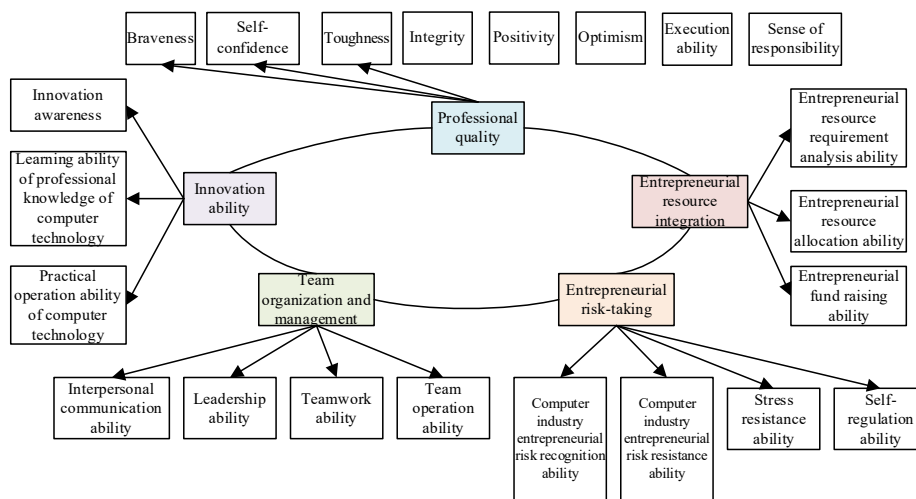 Braveness
Self-
confidence
Toughness
Integrity
Positivity
Optimism
Execution
ability
Sense of
responsibility
Professional
quality
Innovation
awareness
Learning ability
of professional
knowledge of
computer
technology
Practical
operation ability
of computer
technology
Innovation
ability
Entrepreneurial
resource
integration
Entrepreneurial
resource
requirement
analysis ability
Entrepreneurial
resource
allocation ability
Entrepreneurial
fund raising
ability
Team
organization and
management
Entrepreneurial
risk-taking
Interpersonal
communication
ability
Leadership
ability
Teamwork
ability
Team
operation
ability
Computer
industry
entrepreneurial
risk recognition
ability
Computer
industry
entrepreneurial
risk resistance
ability
Stress
resistance
ability
Self-
regulation
ability